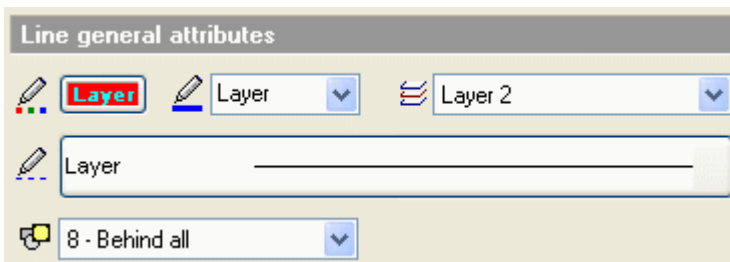 Line general attributes
Layer Layer Layer 2
Layer
8 - Behind all